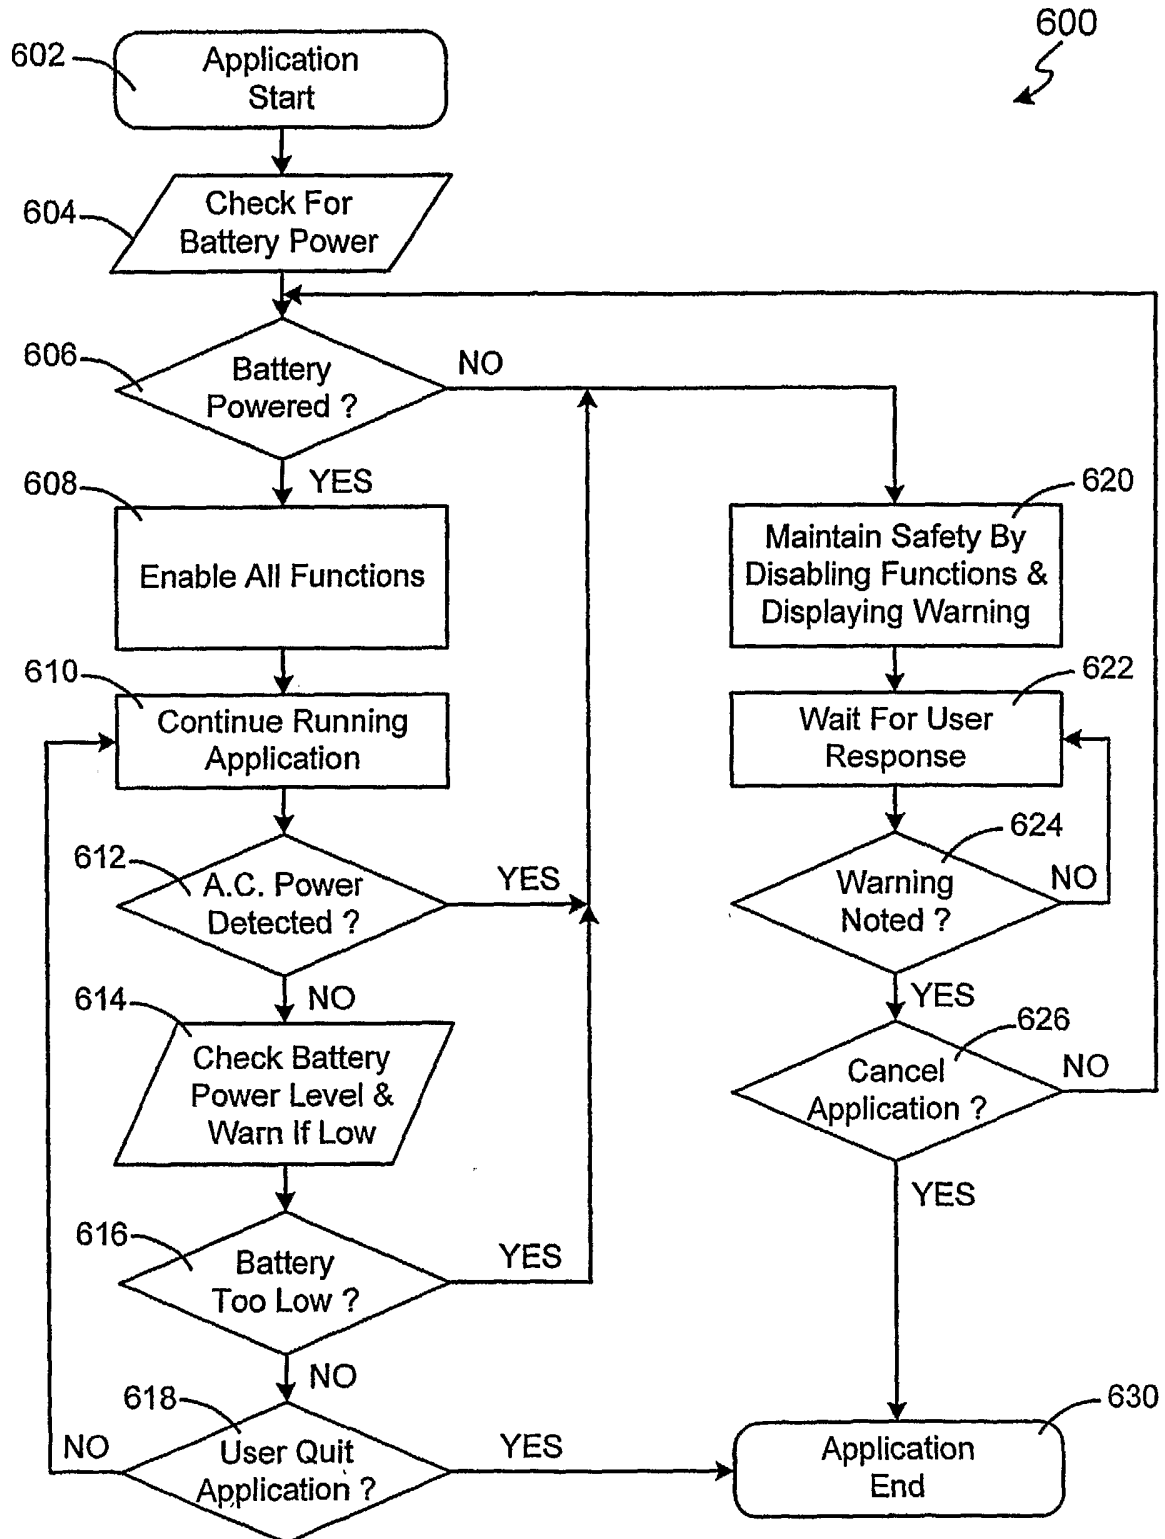 600
602
Application
Start
604
Check For
Battery Power
606
Battery
Powered ?
NO
YES
608
Enable All Functions
610
Continue Running
Application
612
A.C. Power
Detected ?
YES
NO
614
Check Battery
Power Level &
Warn If Low
616
Battery
Too Low ?
YES
NO
618
User Quit
Application ?
NO
YES
620
Maintain Safety By
Disabling Functions &
Displaying Warning
622
Wait For User
Response
624
Warning
Noted ?
NO
YES
626
Cancel
Application ?
NO
YES
630
Application
End